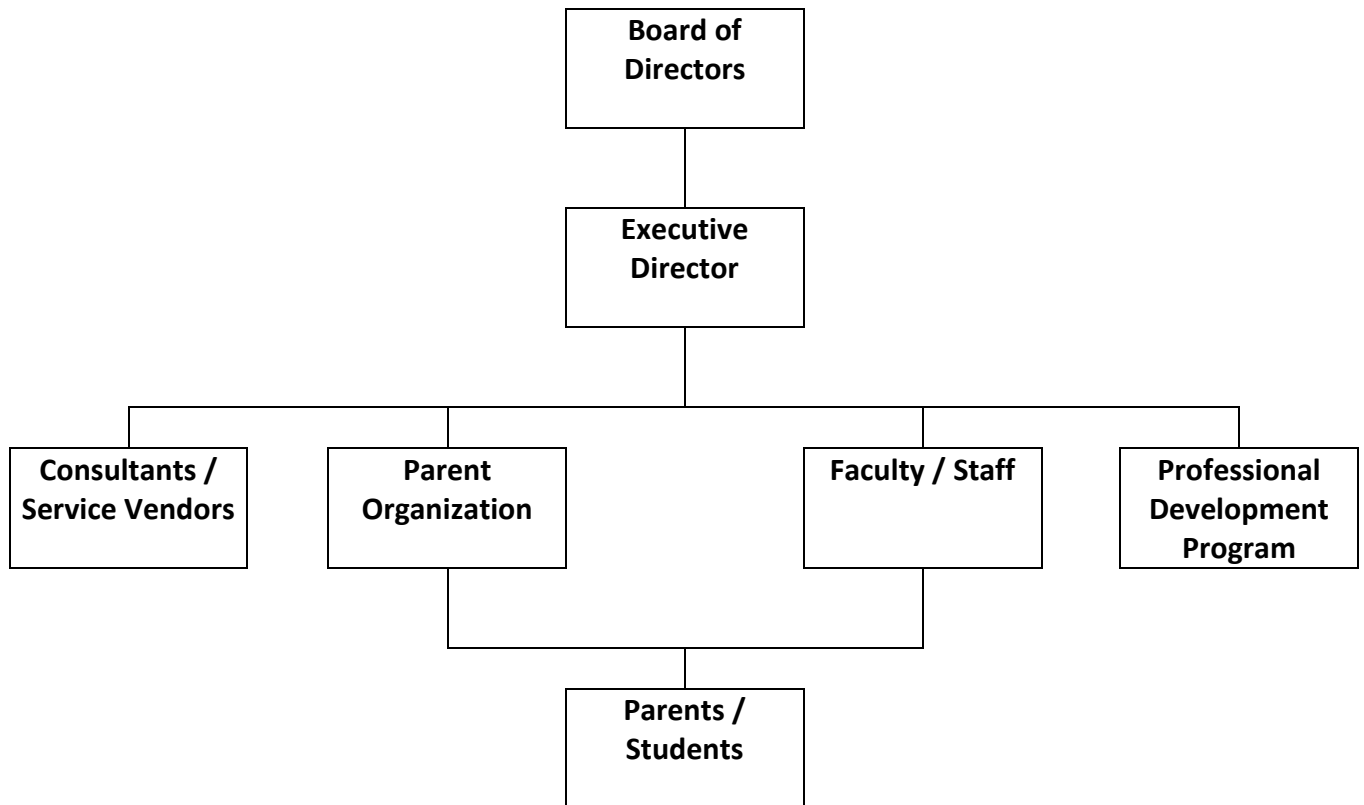 Board of
Directors
Executive
Director
Consultants /
Service Vendors
Parent
Organization
Faculty / Staff
Professional
Development
Program
Parents /
Students